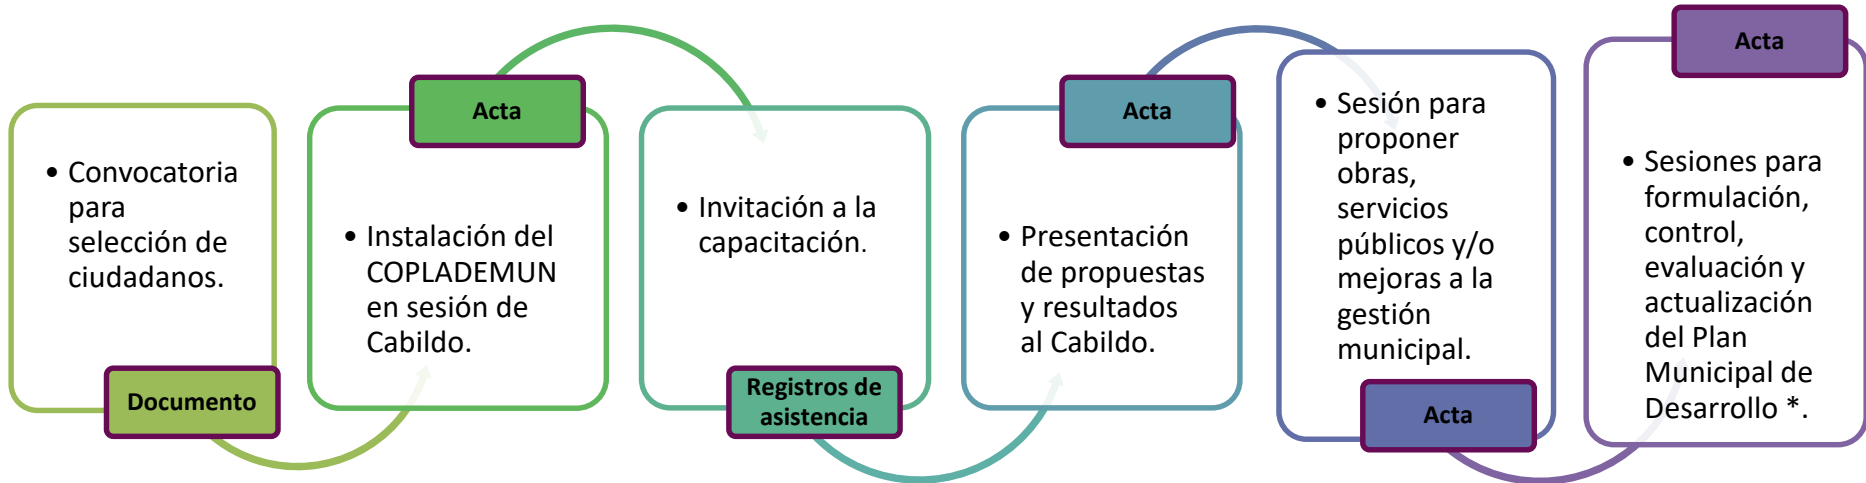 • Convocatoria
para
selección de
ciudadanos.
Documento
Acta
• Instalación del
COPLADEMUN
en sesión de
Cabildo.
• Invitación a la
capacitación.
Registros de
asistencia
Acta
• Presentación
de propuestas
y resultados
al Cabildo.
• Sesión para
proponer
obras,
servicios
públicos y/o
mejoras a la
gestión
municipal.
Acta
Acta
• Sesiones para
formulación,
control,
evaluación y
actualización
del Plan
Municipal de
Desarrollo *.